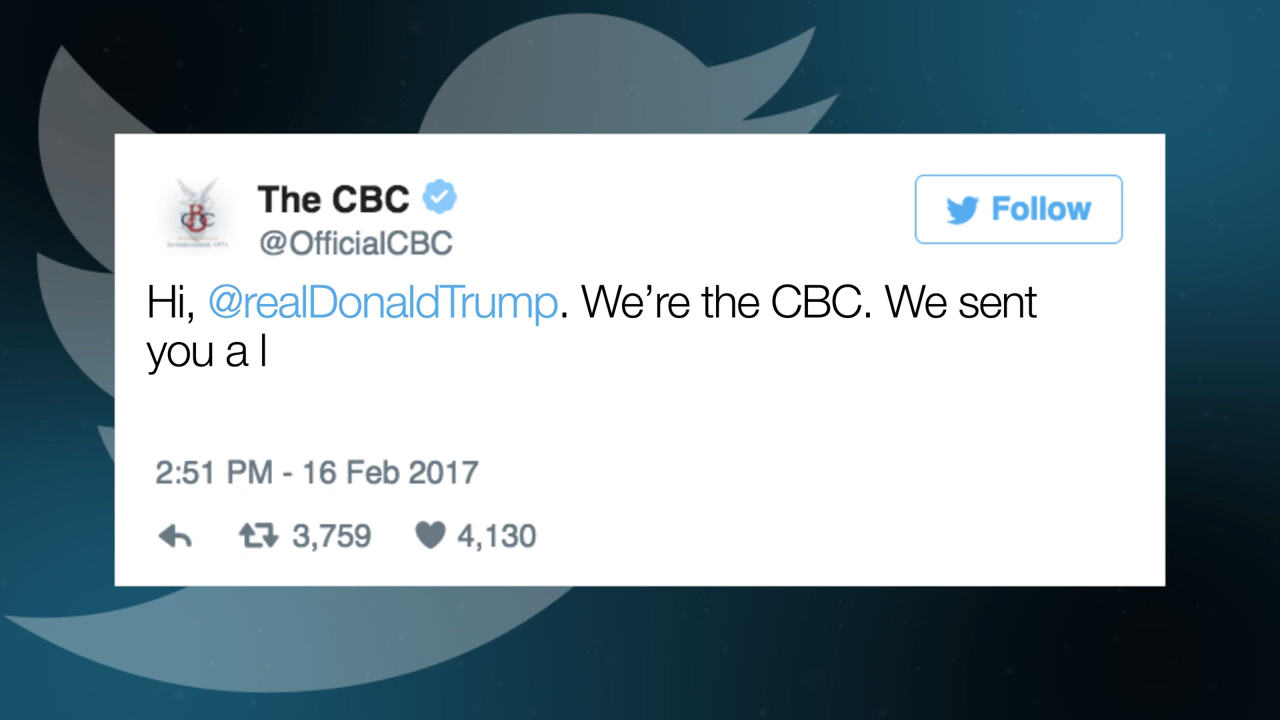 The CBC
@OfficialCBC
Follow
Hi, @realDonaldTrump. We’re the CBC. We sent
you a l
2:51 PM - 16 Feb 2017
3,759 4,130